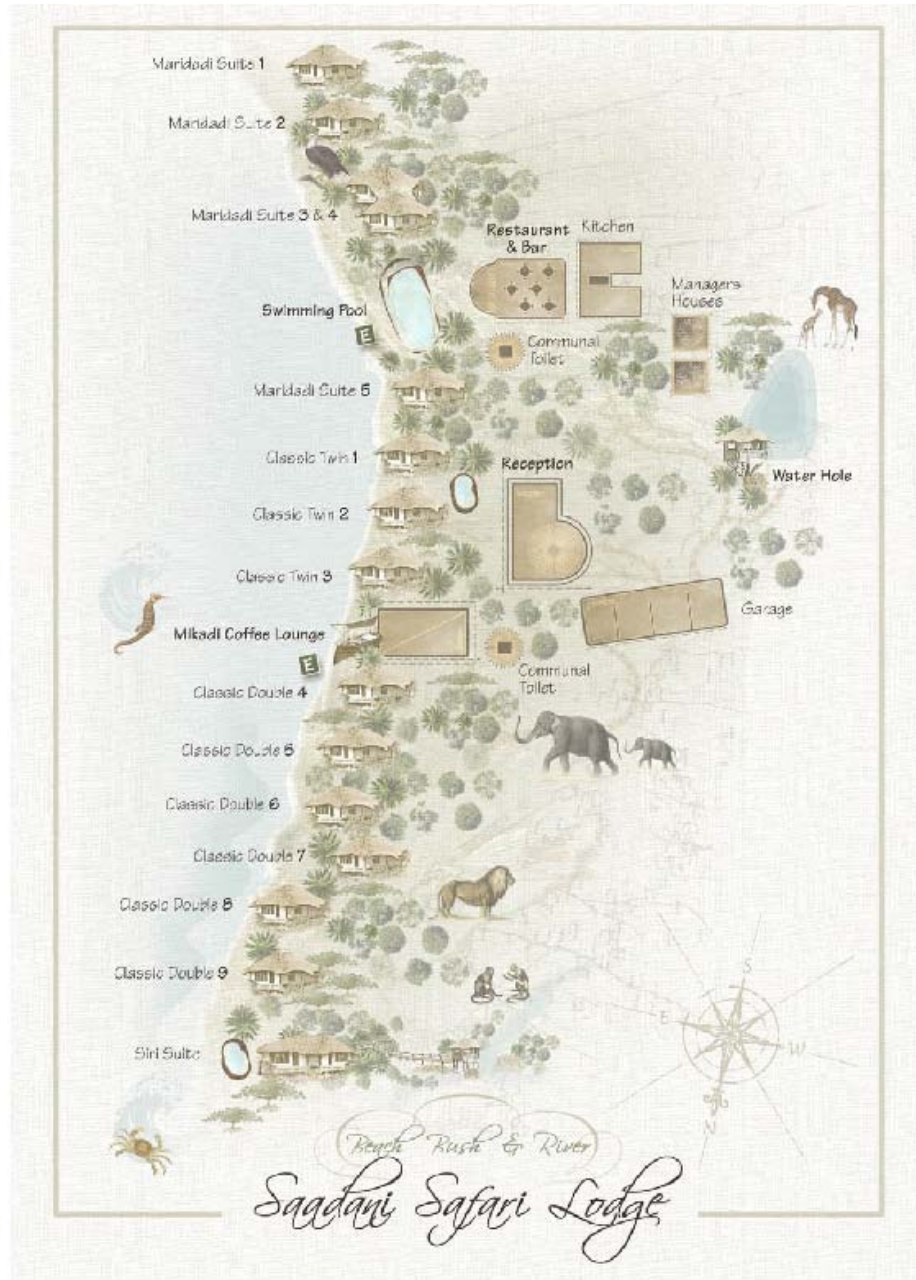 Maridadi Suite 1
Maridadi Suite 2
Maridadi Suite 3 & 4
Restaurant
& Bar
Kitchen
Managers
Houses
Swimming Pool
E
Communal
Toilet
Maridadi Suite 5
Classic Twin 1
Reception
Water Hole
Classic Twin 2
Classic Twin 3
Garage
Mikadi Coffee Lounge
E
Communal
Toilet
Classic Double 4
Classic Double 5
Classic Double 6
Classic Double 7
Classic Double 8
Classic Double 9
S
E
W
N
Siri Suite
Beach Bush & River
Saadani Safari Lodge